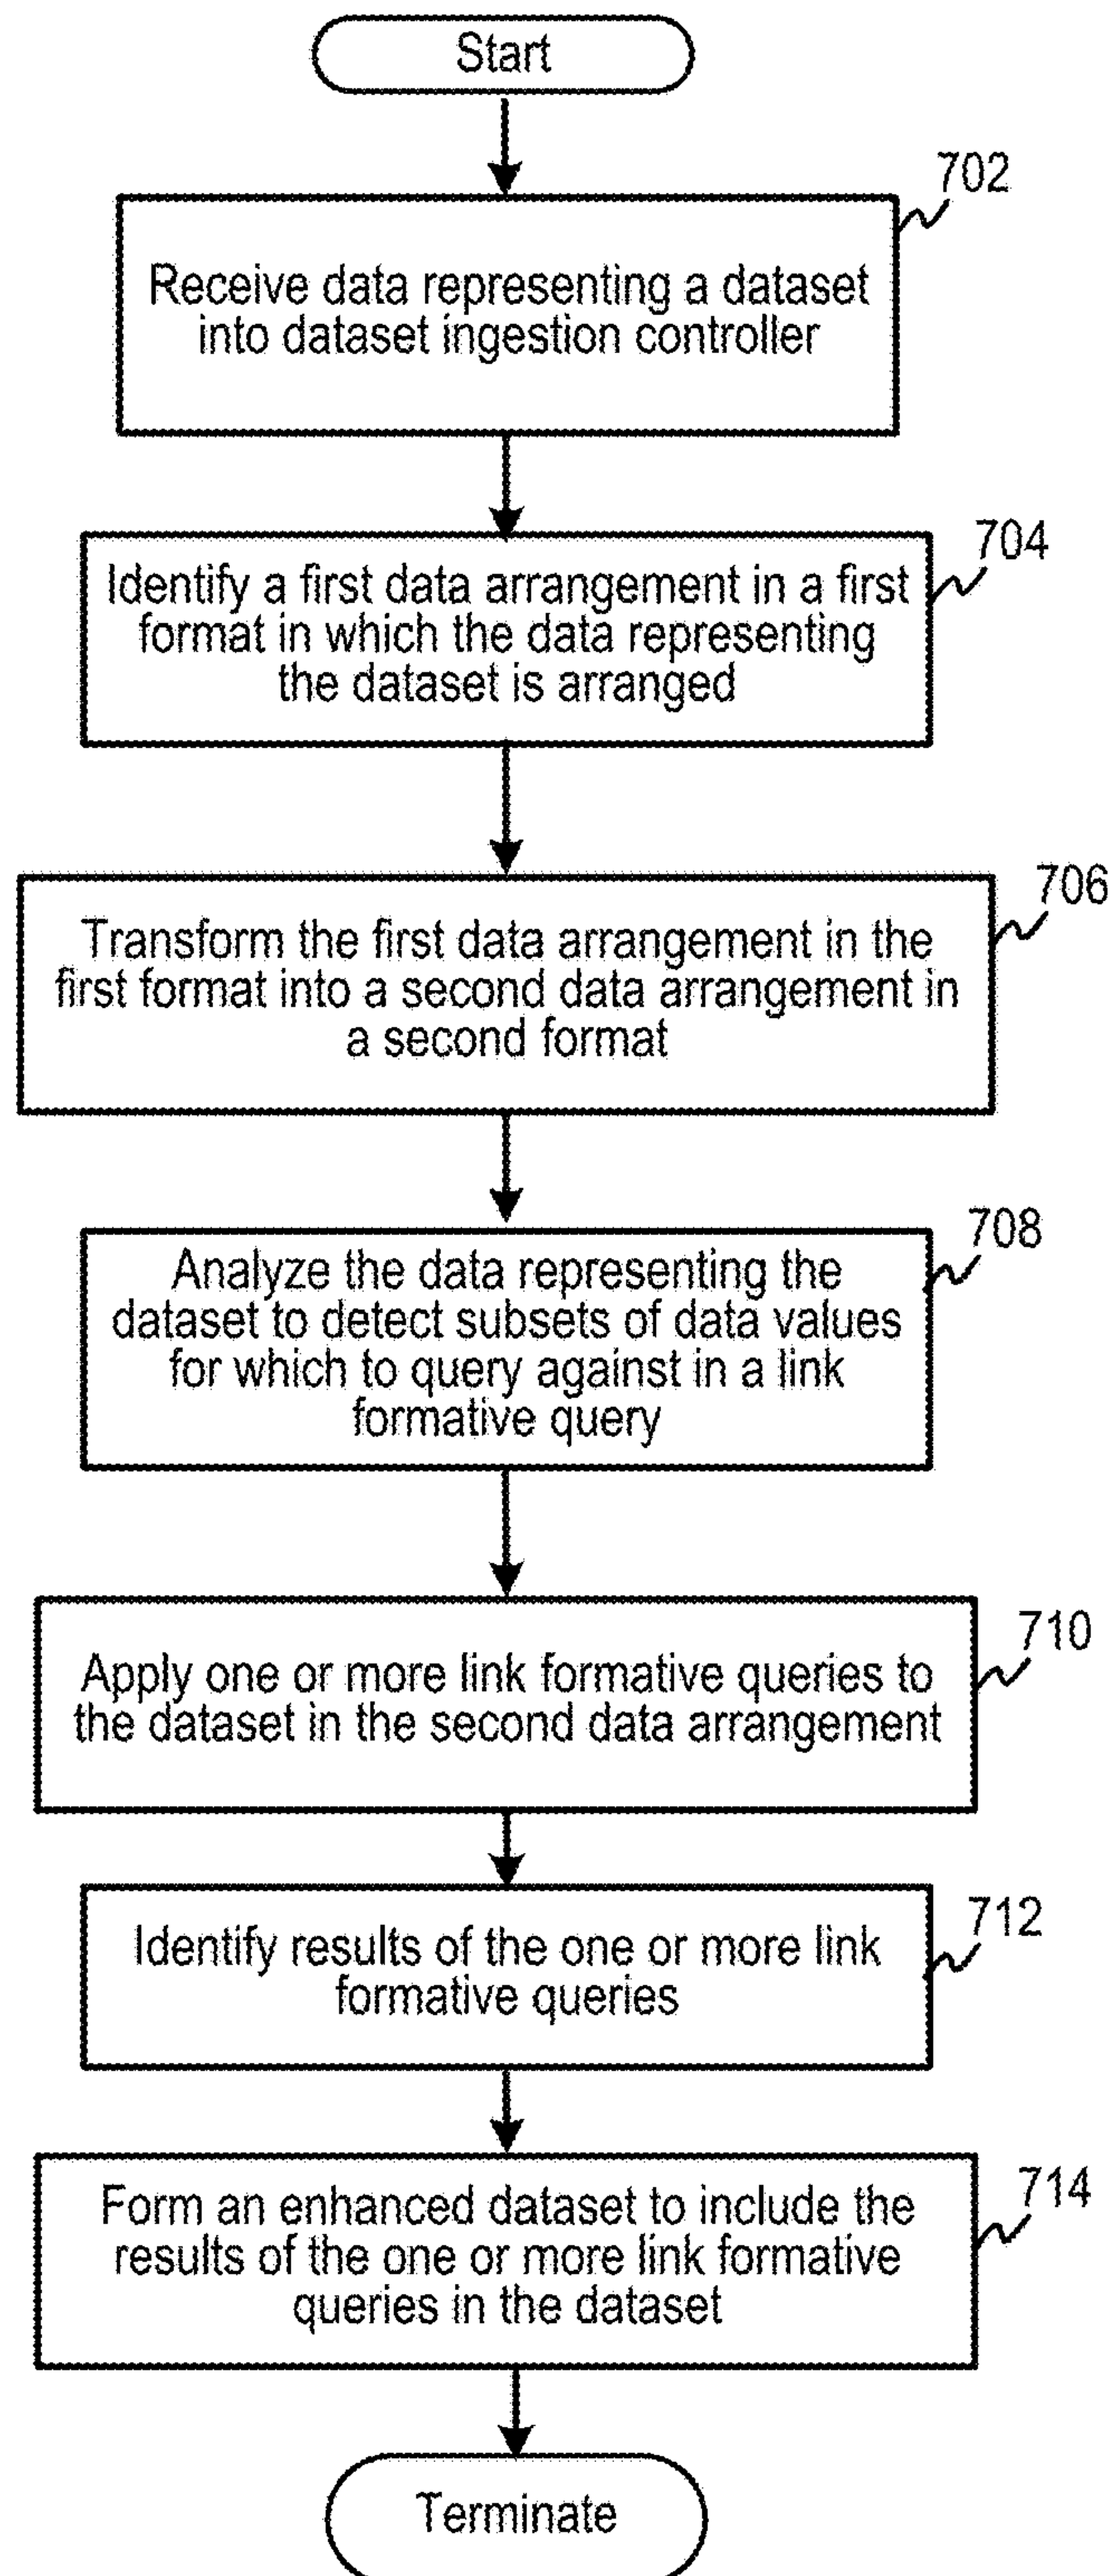 Start
702
Receive data representing a dataset
into dataset ingestion controller
704
Identify a first data arrangement in a first
format in which the data representing
the dataset is arranged
706
Transform the first data arrangement in the
first format into a second data arrangement in
a second format
708
Analyze the data representing the
dataset to detect subsets of data values
for which to query against in a link
formative query
710
Apply one or more link formative queries to
the dataset in the second data arrangement
712
Identify results of the one or more link
formative queries
714
Form an enhanced dataset to include the
results of the one or more link formative
queries in the dataset
Terminate